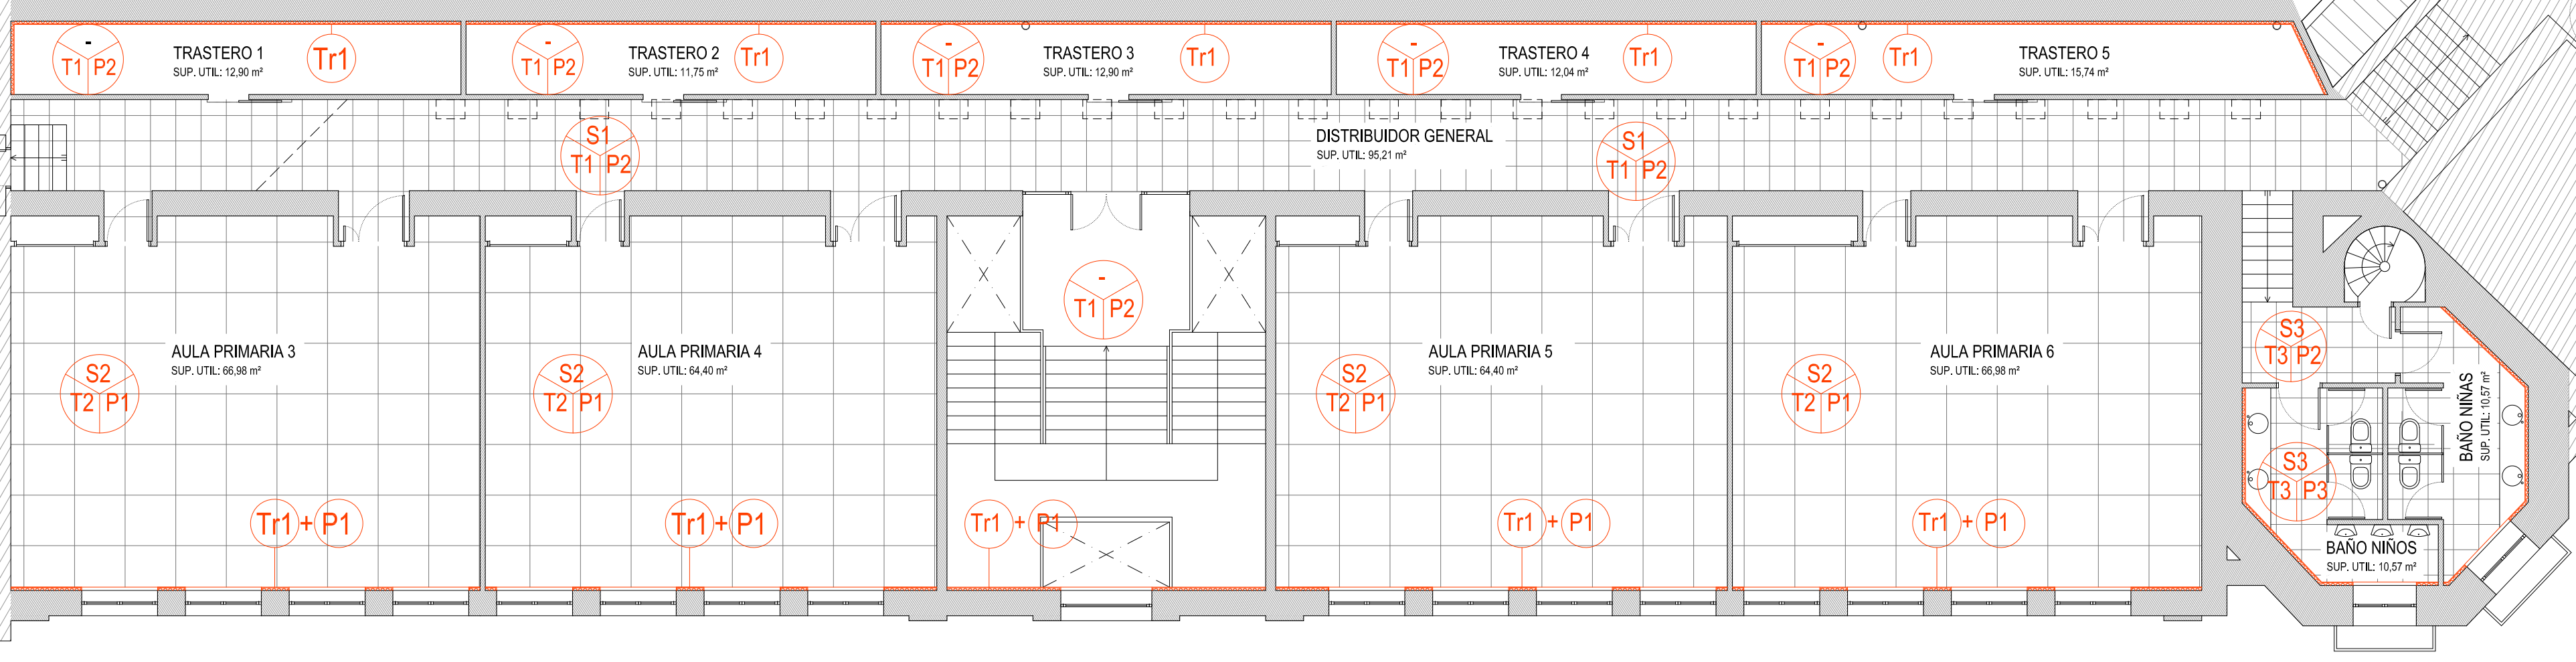 -
T1 P2
TRASTERO 1
SUP. UTIL: 12,90 m²
Tr1
-
T1 P2
TRASTERO 2
SUP. UTIL: 11,75 m²
Tr1
-
T1 P2
TRASTERO 3
SUP. UTIL: 12,90 m²
Tr1
-
T1 P2
TRASTERO 4
SUP. UTIL: 12,04 m²
Tr1
-
T1 P2
Tr1
TRASTERO 5
SUP. UTIL: 15,74 m²
S1
T1 P2
DISTRIBUIDOR GENERAL
SUP. UTIL: 95,21 m²
S1
T1 P2
AULA PRIMARIA 3
SUP. UTIL: 66,98 m²
S2
T2 P1
Tr1 + P1
AULA PRIMARIA 4
SUP. UTIL: 64,40 m²
S2
T2 P1
Tr1 + P1
-
T1 P2
Tr1 + P1
AULA PRIMARIA 5
SUP. UTIL: 64,40 m²
S2
T2 P1
Tr1 + P1
AULA PRIMARIA 6
SUP. UTIL: 66,98 m²
S2
T2 P1
Tr1 + P1
S3
T3 P2
BAÑO NIÑAS
SUP. UTIL: 10,57 m²
S3
T3 P3
BAÑO NIÑOS
SUP. UTIL: 10,57 m²